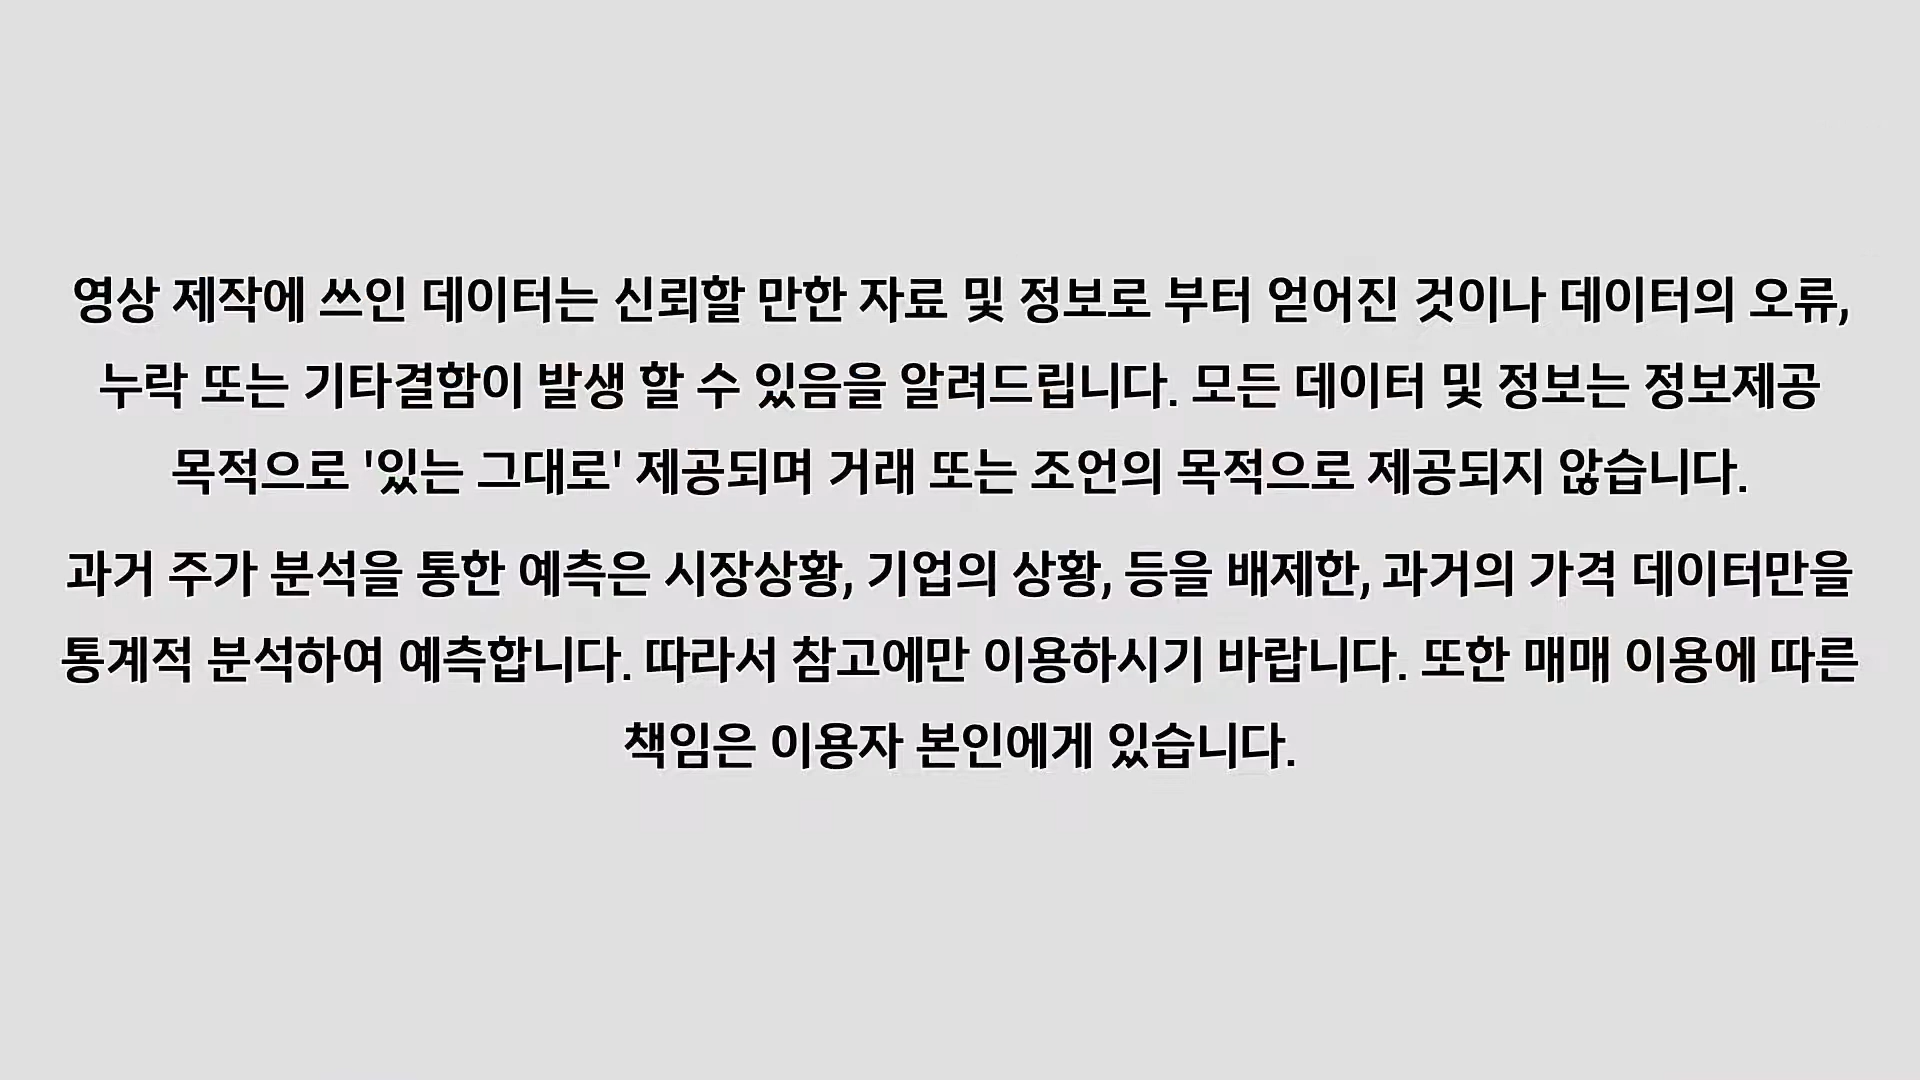 영상 제작에 쓰인 데이터는 신뢰할 만한 자료 및 정보로 부터 얻어진 것이나 데이터의 오류,
누락 또는 기타결함이 발생 할 수 있음을 알려드립니다. 모든 데이터 및 정보는 정보제공
목적으로 '있는 그대로' 제공되며 거래 또는 조언의 목적으로 제공되지 않습니다.
과거 주가 분석을 통한 예측은 시장상황, 기업의 상황, 등을 배제한, 과거의 가격 데이터만을
통계적 분석하여 예측합니다. 따라서 참고에만 이용하시기 바랍니다. 또한 매매 이용에 따른
책임은 이용자 본인에게 있습니다.